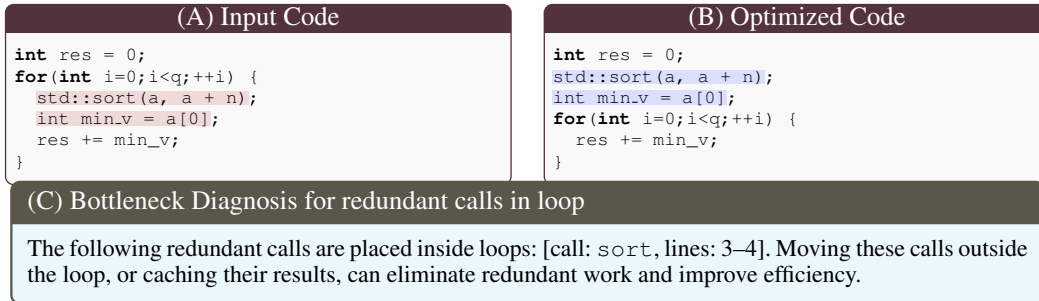 (A) Input Code
int res = 0;
for(int i=0;i<q;++i) {
  std::sort(a, a + n);
  int min_v = a[0];
  res += min_v;
}
(B) Optimized Code
int res = 0;
std::sort(a, a + n);
int min_v = a[0];
for(int i=0;i<q;++i) {
  res += min_v;
}
(C) Bottleneck Diagnosis for redundant calls in loop
The following redundant calls are placed inside loops: [call: sort, lines: 3–4]. Moving these calls outside
the loop, or caching their results, can eliminate redundant work and improve efficiency.